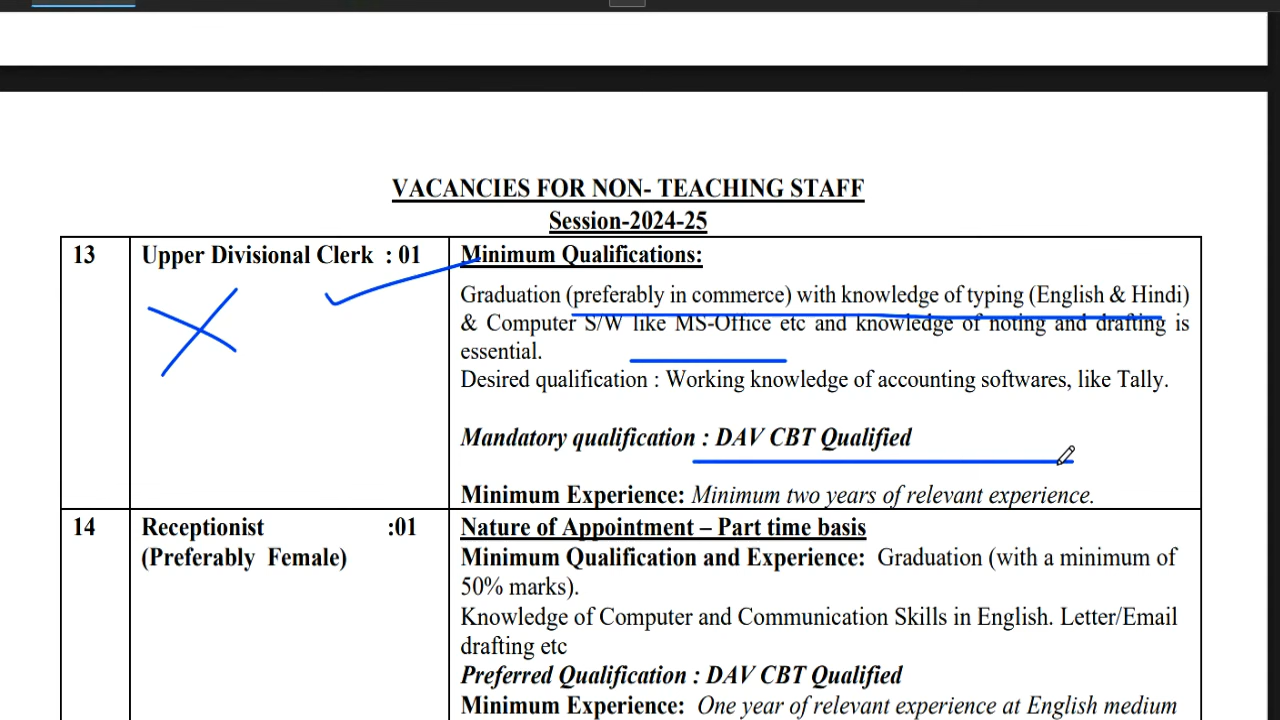 VACANCIES FOR NON- TEACHING STAFF
Session-2024-25
13
Upper Divisional Clerk : 01
Minimum Qualifications:
Graduation (preferably in commerce) with knowledge of typing (English & Hindi)
& Computer S/W like MS-Office etc and knowledge of noting and drafting is
essential.
Desired qualification : Working knowledge of accounting softwares, like Tally.
Mandatory qualification : DAV CBT Qualified
Minimum Experience: Minimum two years of relevant experience.
14
Receptionist :01
(Preferably Female)
Nature of Appointment – Part time basis
Minimum Qualification and Experience: Graduation (with a minimum of
50% marks).
Knowledge of Computer and Communication Skills in English. Letter/Email
drafting etc
Preferred Qualification : DAV CBT Qualified
Minimum Experience: One year of relevant experience at English medium